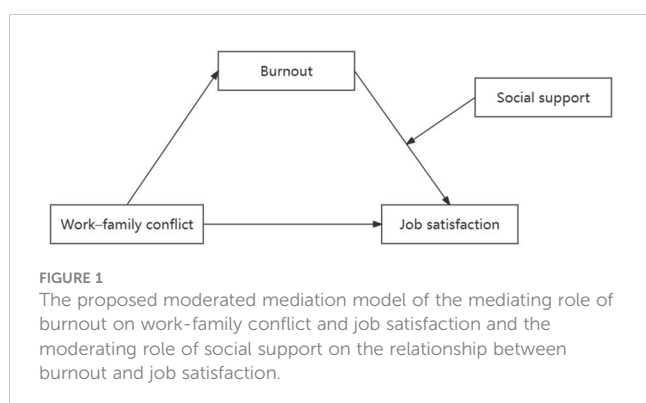 Burnout
Social support
Work–family conflict
Job satisfaction
FIGURE 1
The proposed moderated mediation model of the mediating role of
burnout on work-family conflict and job satisfaction and the
moderating role of social support on the relationship between
burnout and job satisfaction.